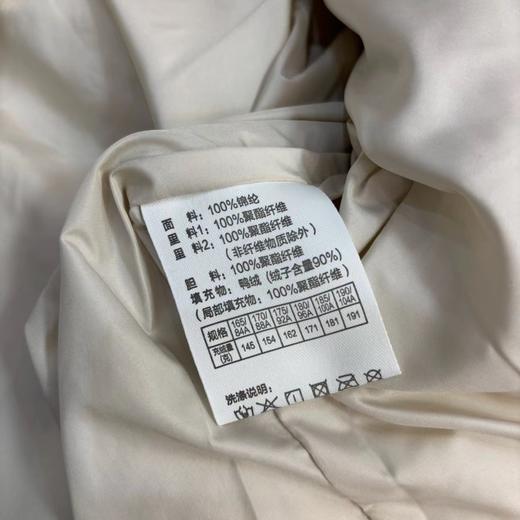 面　料：100%锦纶
里　料1：100%聚酯纤维
里　料2：100%聚酯纤维
（非纤维物质除外）
胆　料：100%聚酯纤维
填充物：鸭绒（绒子含量90%）
（局部填充物：100%聚酯纤维）
规格 165/84A 170/88A 175/92A 180/96A 185/100A 190/104A
充绒量(克) 145 154 162 171 181 191
洗涤说明：